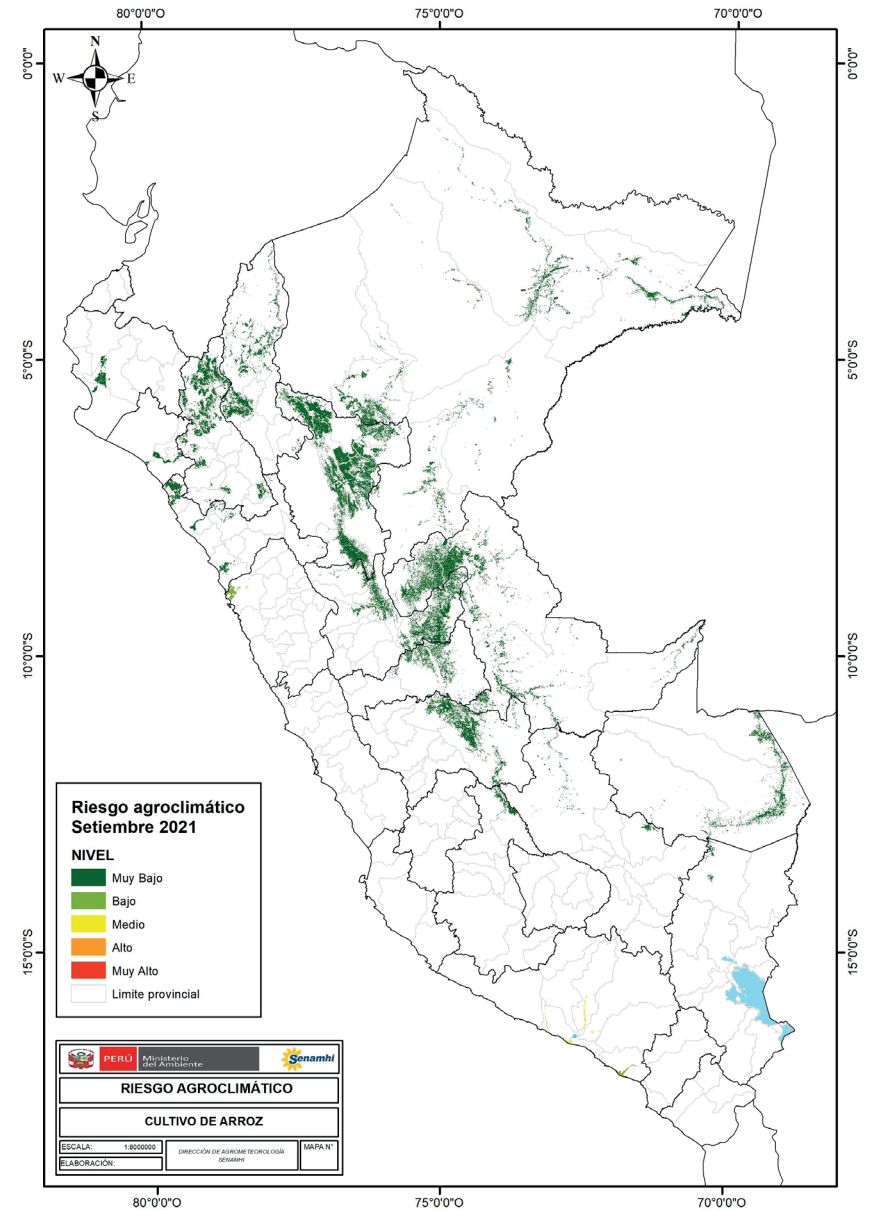 80°0'0"O 75°0'0"O 70°0'0"O
N
W E
S
0°0'0" 0°0'0"
5°0'0"S 5°0'0"S
10°0'0"S 10°0'0"S
15°0'0"S 15°0'0"S
Riesgo agroclimático
Setiembre 2021
NIVEL
Muy Bajo
Bajo
Medio
Alto
Muy Alto
Limite provincial
PERÚ Ministerio
del Ambiente
Senamhi
RIESGO AGROCLIMÁTICO
CULTIVO DE ARROZ
ESCALA: 1:8000000
ELABORACIÓN:
DIRECCIÓN DE AGROMETEOROLOGÍA
SENAMHI
MAPA N°
80°0'0"O 75°0'0"O 70°0'0"O